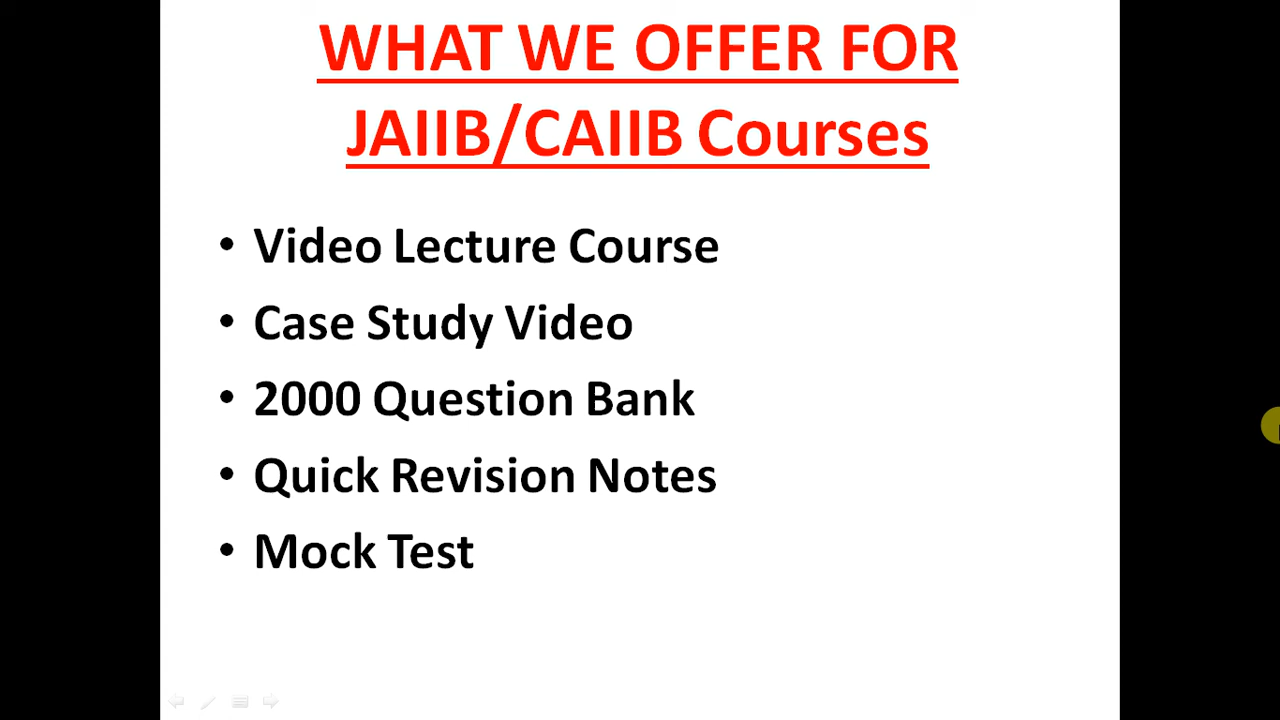 WHAT WE OFFER FOR
JAIIB/CAIIB Courses
• Video Lecture Course
• Case Study Video
• 2000 Question Bank
• Quick Revision Notes
• Mock Test